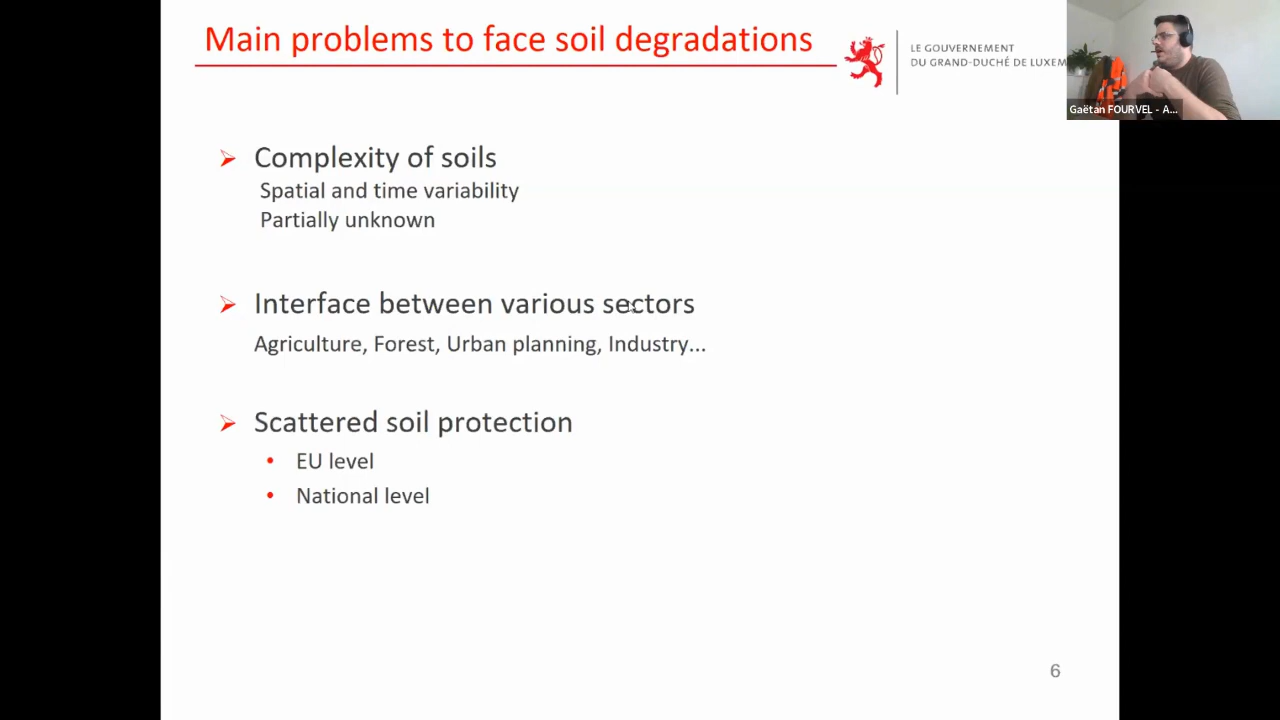 Main problems to face soil degradations
LE GOUVERNEMENT
DU GRAND-DUCHÉ DE LUXEM
Gaëtan FOURVEL - A...
➢ Complexity of soils
Spatial and time variability
Partially unknown
➢ Interface between various sectors
Agriculture, Forest, Urban planning, Industry...
➢ Scattered soil protection
• EU level
• National level
6